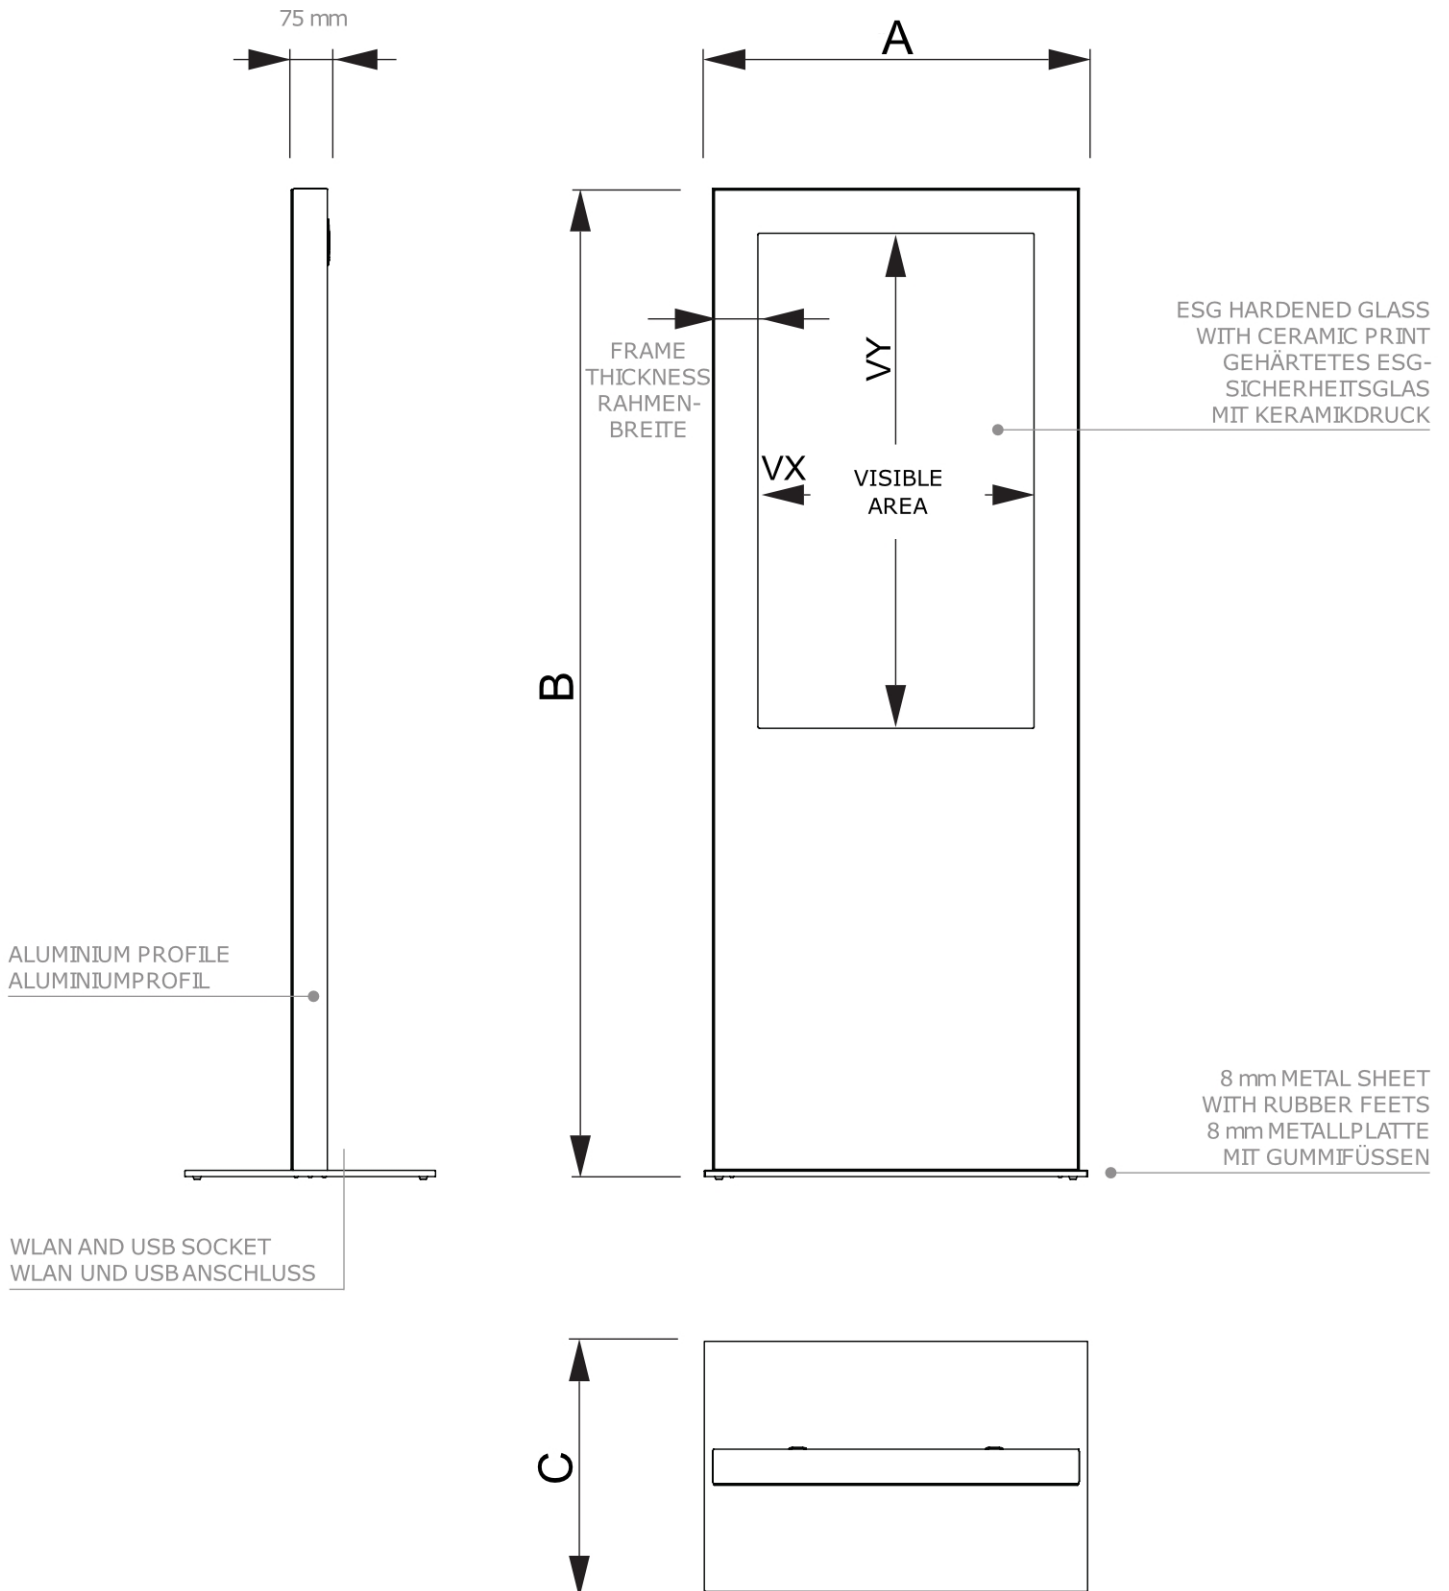 75 mm
A
FRAME
THICKNESS
RAHMEN-
BREITE
VY
ESG HARDENED GLASS
WITH CERAMIC PRINT
GEHÄRTETES ESG-
SICHERHEITSGLAS
MIT KERAMIKDRUCK
VX
VISIBLE
AREA
B
ALUMINIUM PROFILE
ALUMINIUMPROFIL
8 mm METAL SHEET
WITH RUBBER FEETS
8 mm METALLPLATTE
MIT GUMMIFÜSSEN
WLAN AND USB SOCKET
WLAN UND USB ANSCHLUSS
C